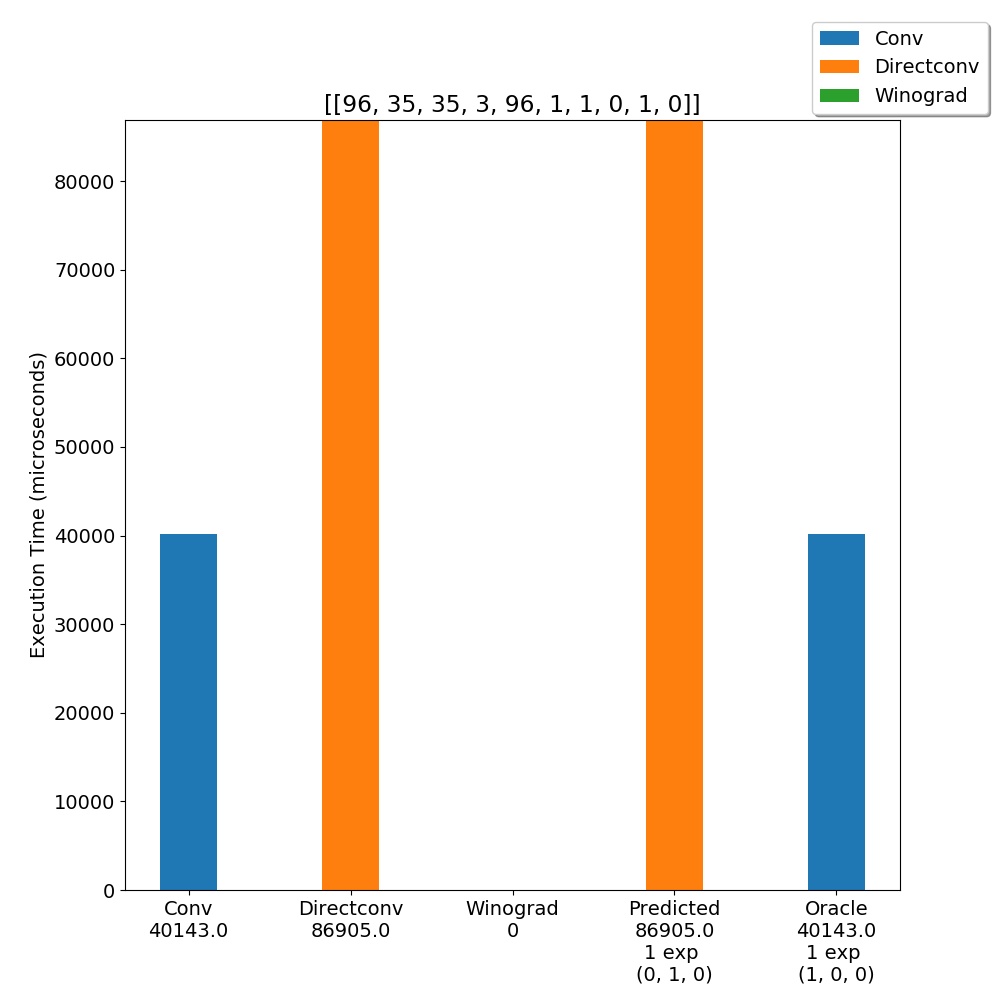 Conv
Directconv
Winograd
[[96, 35, 35, 3, 96, 1, 1, 0, 1, 0]]
Execution Time (microseconds)
80000
70000
60000
50000
40000
30000
20000
10000
0
Conv
40143.0
Directconv
86905.0
Winograd
0
Predicted
86905.0
1 exp
(0, 1, 0)
Oracle
40143.0
1 exp
(1, 0, 0)